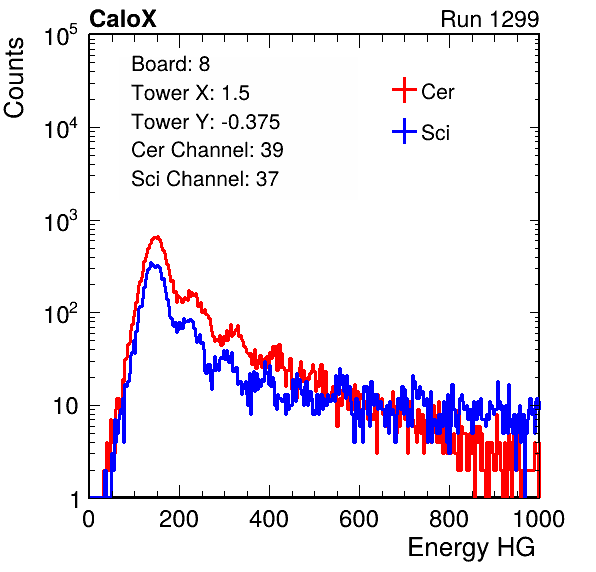 CaloX Run 1299
Counts
Board: 8
Tower X: 1.5
Tower Y: -0.375
Cer Channel: 39
Sci Channel: 37
Cer
Sci
10^5
10^4
10^3
10^2
10
1
0 200 400 600 800 1000
Energy HG